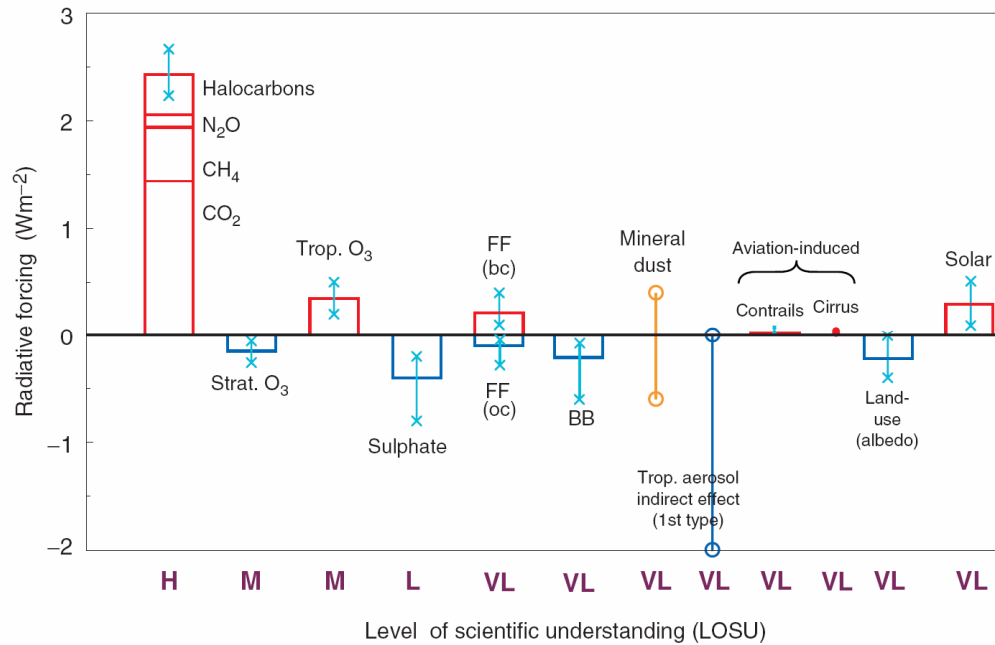 3
2
1
0
−1
−2
Radiative forcing (Wm−2)
Halocarbons
N₂O
CH₄
CO₂
Strat. O₃
Trop. O₃
Sulphate
FF
(bc)
FF
(oc)
BB
Mineral
dust
Trop. aerosol
indirect effect
(1st type)
Aviation-induced
Contrails
Cirrus
Land-
use
(albedo)
Solar
H M M L VL VL VL VL VL VL VL VL
Level of scientific understanding (LOSU)